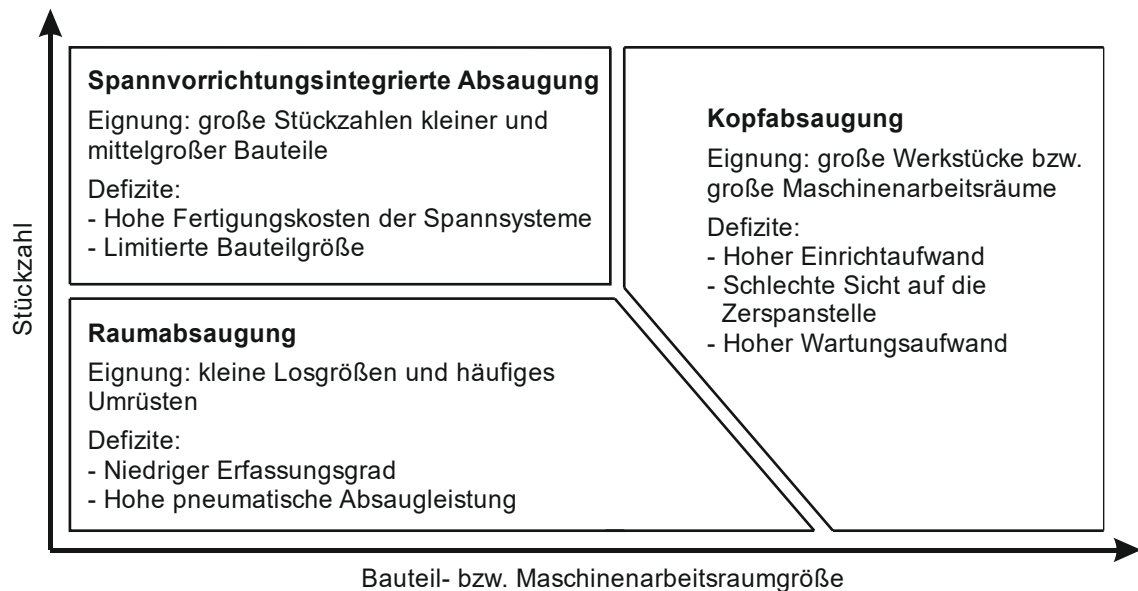 Stückzahl
Spannvorrichtungsintegrierte Absaugung
Eignung: große Stückzahlen kleiner und
mittelgroßer Bauteile
Defizite:
- Hohe Fertigungskosten der Spannsysteme
- Limitierte Bauteilgröße
Raumabsaugung
Eignung: kleine Losgrößen und häufiges
Umrüsten
Defizite:
- Niedriger Erfassungsgrad
- Hohe pneumatische Absaugleistung
Kopfabsaugung
Eignung: große Werkstücke bzw.
große Maschinenarbeitsräume
Defizite:
- Hoher Einrichtaufwand
- Schlechte Sicht auf die
Zerspanstelle
- Hoher Wartungsaufwand
Bauteil- bzw. Maschinenarbeitsraumgröße